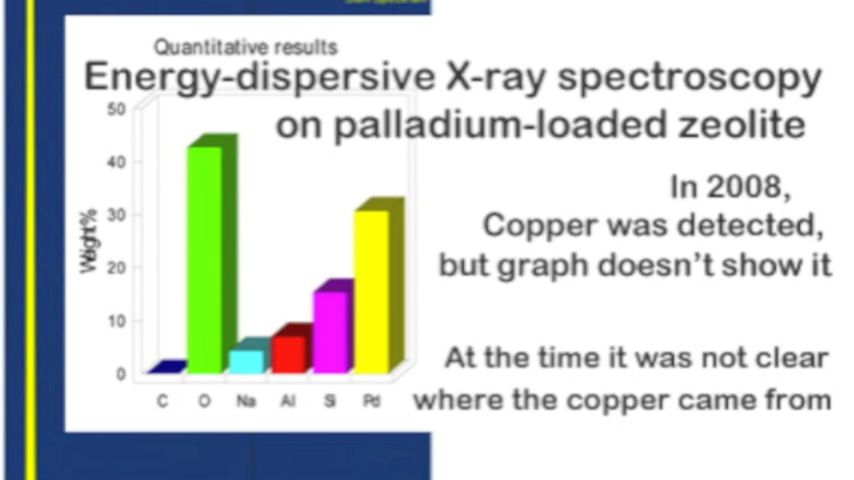 Quantitative results
Energy-dispersive X-ray spectroscopy
on palladium-loaded zeolite
In 2008,
Copper was detected,
but graph doesn't show it
At the time it was not clear
where the copper came from
Weight%
50
40
30
20
10
0
C O Na Al Si Pd